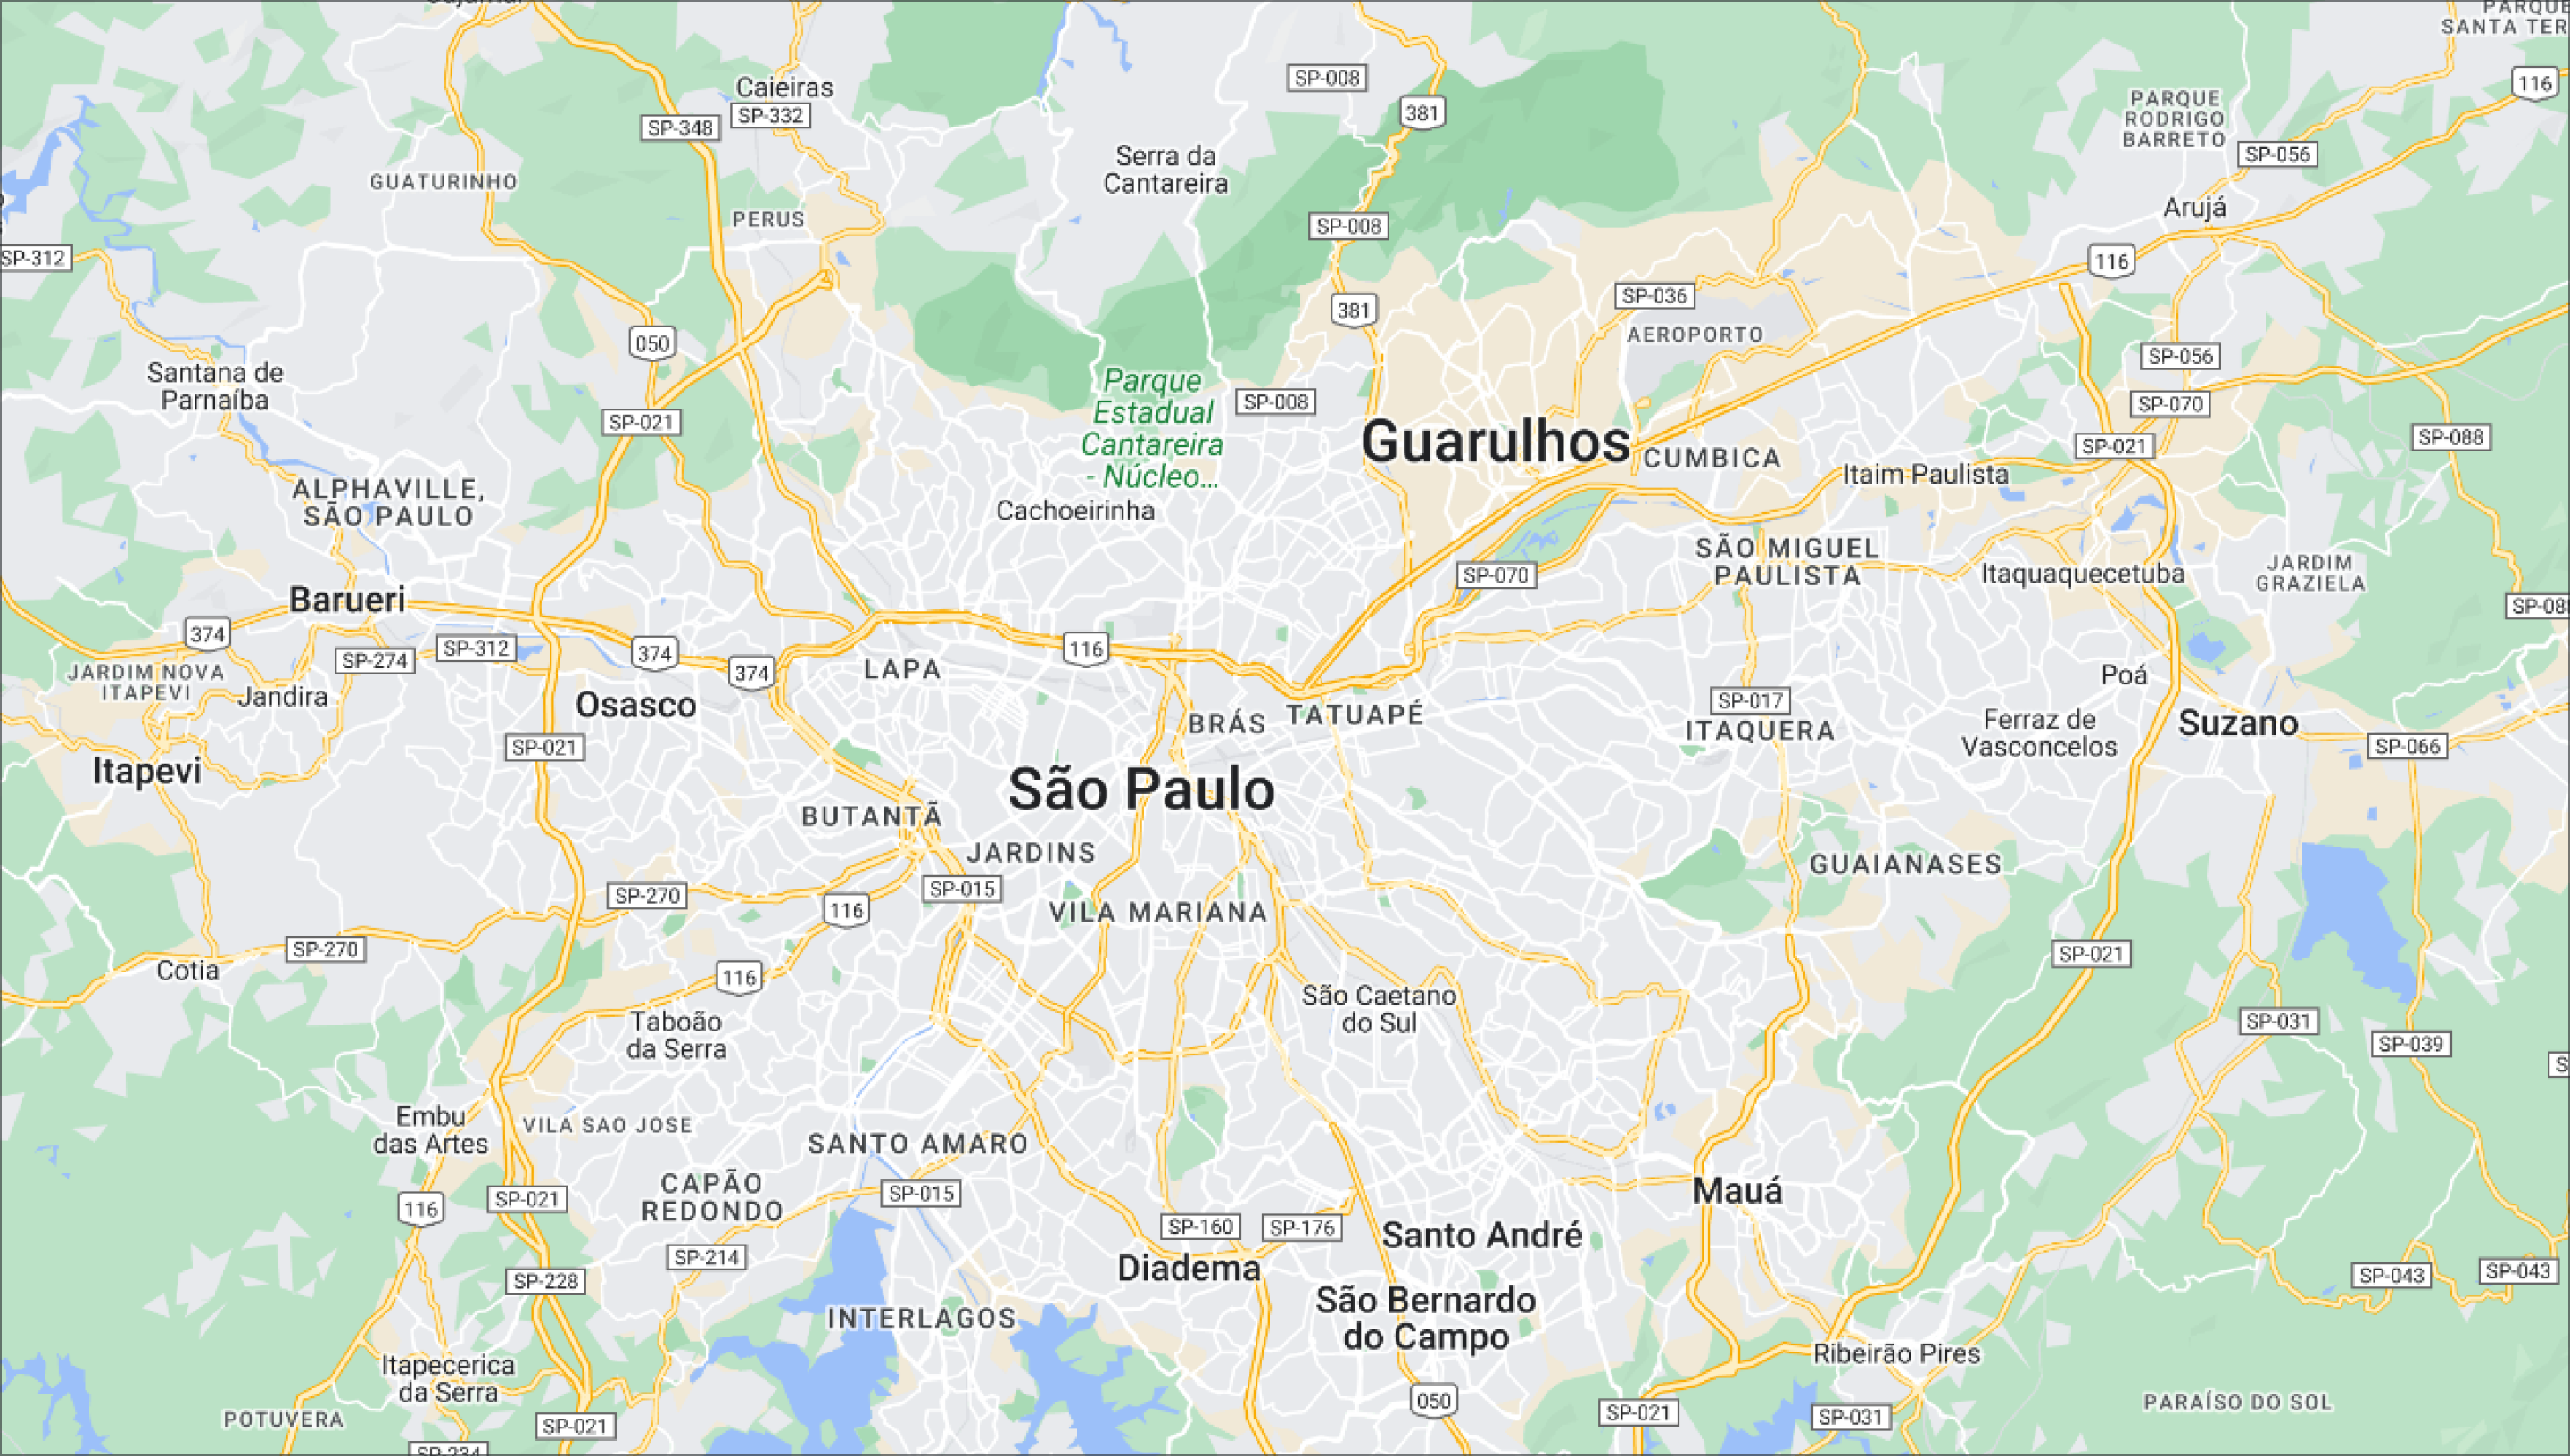 PARQUE
SANTA TER
SP-008
Caieiras
SP-332
381
116
SP-348
PARQUE
RODRIGO
BARRETO
SP-056
Serra da
Cantareira
GUATURINHO
PERUS
SP-008
Arujá
SP-312
116
SP-036
381
AEROPORTO
050
SP-056
Santana de
Parnaíba
Parque
Estadual
Cantareira
- Núcleo...
SP-008
SP-070
SP-021
Guarulhos
SP-021
SP-088
CUMBICA
Itaim Paulista
ALPHAVILLE,
SÃO PAULO
Cachoeirinha
SÃO MIGUEL
PAULISTA
SP-070
Itaquaquecetuba
JARDIM
GRAZIELA
Barueri
SP-08
374
SP-312
374
116
SP-274
374
LAPA
JARDIM NOVA
ITAPEVI
Jandira
Poá
Osasco
SP-017
BRÁS
TATUAPÉ
ITAQUERA
Ferraz de
Vasconcelos
Suzano
SP-021
SP-066
Itapevi
São Paulo
BUTANTÃ
JARDINS
GUAIANASES
SP-270
SP-015
116
VILA MARIANA
SP-270
SP-021
Cotia
116
São Caetano
do Sul
Taboão
da Serra
SP-031
SP-039
S
Embu
das Artes
VILA SAO JOSE
SANTO AMARO
CAPÃO
REDONDO
SP-015
Mauá
SP-021
116
SP-160
SP-176
Santo André
SP-214
Diadema
SP-043
SP-043
SP-228
São Bernardo
do Campo
INTERLAGOS
Ribeirão Pires
Itapecerica
da Serra
050
PARAÍSO DO SOL
POTUVERA
SP-021
SP-021
SP-031
SP-234